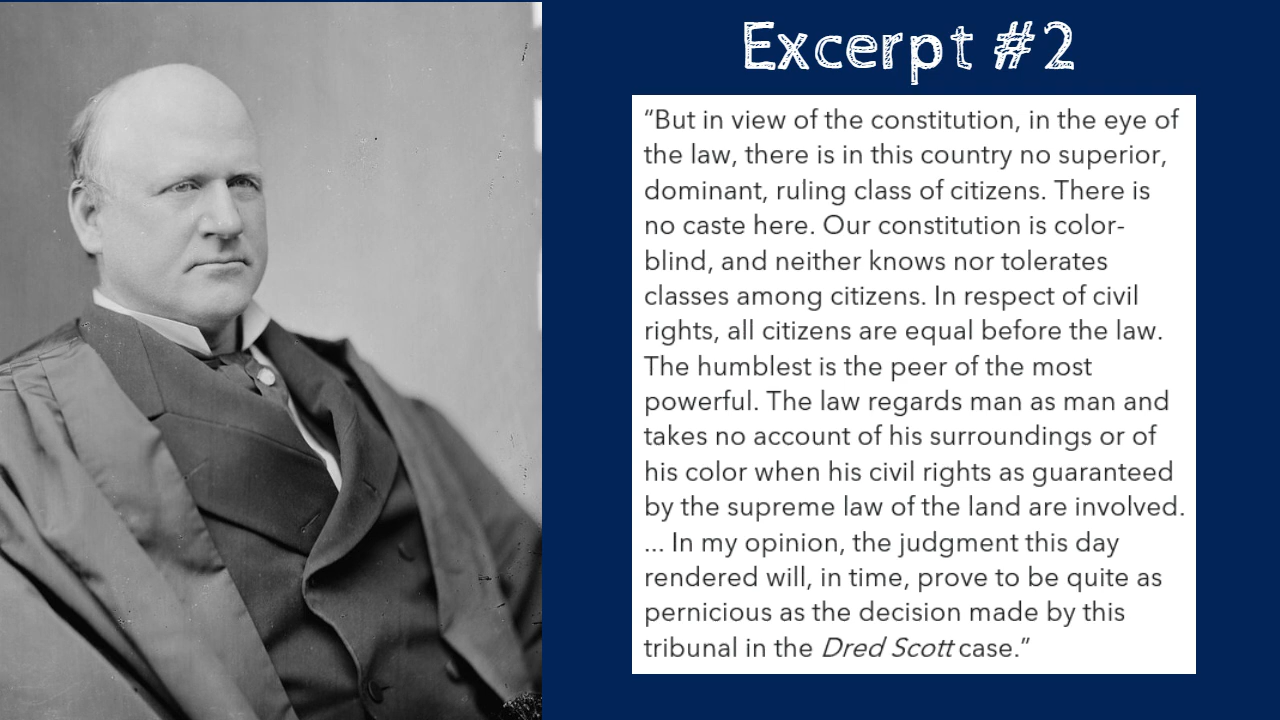 Excerpt #2
“But in view of the constitution, in the eye of
the law, there is in this country no superior,
dominant, ruling class of citizens. There is
no caste here. Our constitution is color-
blind, and neither knows nor tolerates
classes among citizens. In respect of civil
rights, all citizens are equal before the law.
The humblest is the peer of the most
powerful. The law regards man as man and
takes no account of his surroundings or of
his color when his civil rights as guaranteed
by the supreme law of the land are involved.
... In my opinion, the judgment this day
rendered will, in time, prove to be quite as
pernicious as the decision made by this
tribunal in the Dred Scott case.”